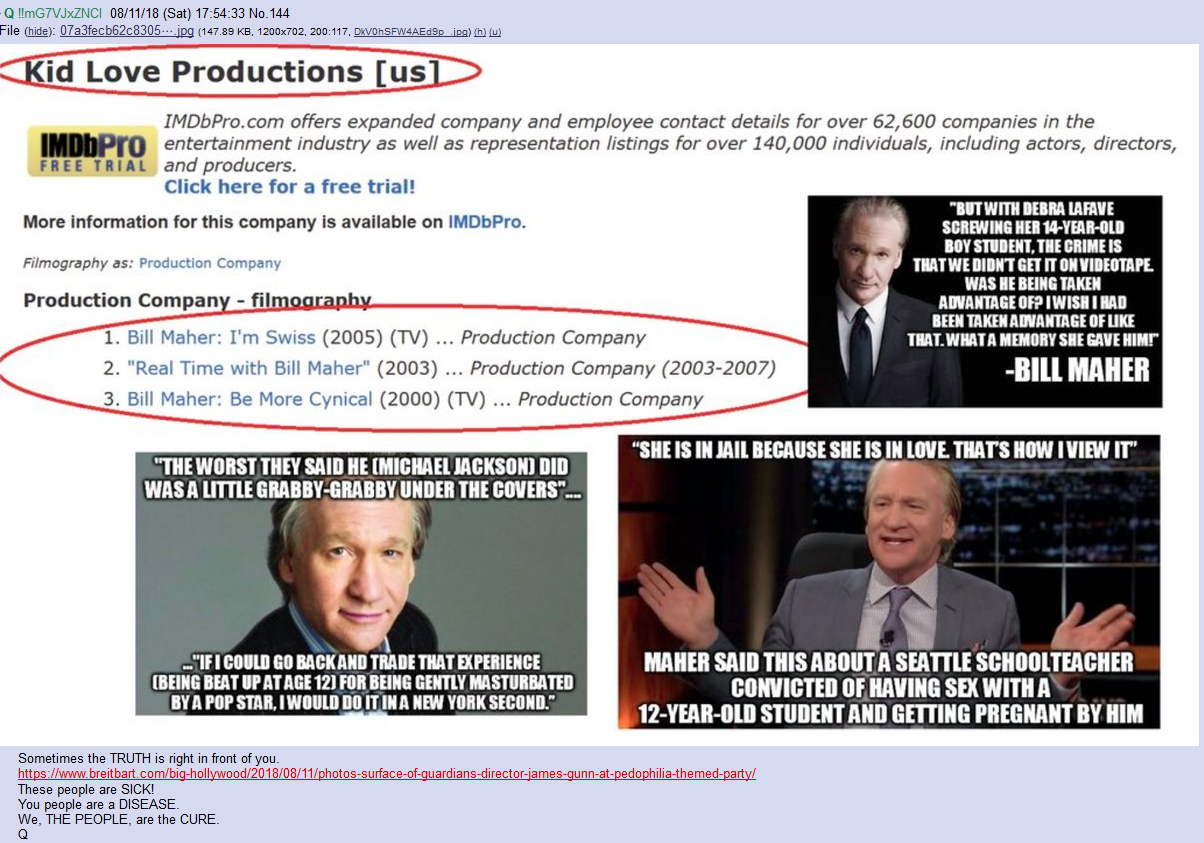 Q !!mG7VJxZNCI 08/11/18 (Sat) 17:54:33 No.144
File (hide): 07a3fecb62c8305⋯.jpg (147.89 KB, 1200x702, 200:117, DkV0hSFW4AEd9p_.jpg) (h) (u)
Kid Love Productions [us]
IMDbPro
FREE TRIAL
IMDbPro.com offers expanded company and employee contact details for over 62,600 companies in the
entertainment industry as well as representation listings for over 140,000 individuals, including actors, directors,
and producers.
Click here for a free trial!
More information for this company is available on IMDbPro.
Filmography as: Production Company
Production Company - filmography
1. Bill Maher: I'm Swiss (2005) (TV) ... Production Company
2. "Real Time with Bill Maher" (2003) ... Production Company (2003-2007)
3. Bill Maher: Be More Cynical (2000) (TV) ... Production Company
"BUT WITH DEBRA LAFAVE
SCREWING HER 14-YEAR-OLD
BOY STUDENT, THE CRIME IS
THAT WE DIDN'T GET IT ON VIDEOTAPE.
WAS HE BEING TAKEN
ADVANTAGE OF? I WISH I HAD
BEEN TAKEN ADVANTAGE OF LIKE
THAT. WHAT A MEMORY SHE GAVE HIM!"
-BILL MAHER
"THE WORST THEY SAID HE (MICHAEL JACKSON) DID
WAS A LITTLE GRABBY-GRABBY UNDER THE COVERS"...
..."IF I COULD GO BACK AND TRADE THAT EXPERIENCE
(BEING BEAT UP AT AGE 12) FOR BEING GENTLY MASTURBATED
BY A POP STAR, I WOULD DO IT IN A NEW YORK SECOND."
"SHE IS IN JAIL BECAUSE SHE IS IN LOVE. THAT'S HOW I VIEW IT"
MAHER SAID THIS ABOUT A SEATTLE SCHOOLTEACHER
CONVICTED OF HAVING SEX WITH A
12-YEAR-OLD STUDENT AND GETTING PREGNANT BY HIM
Sometimes the TRUTH is right in front of you.
https://www.breitbart.com/big-hollywood/2018/08/11/photos-surface-of-guardians-director-james-gunn-at-pedophilia-themed-party/
These people are SICK!
You people are a DISEASE.
We, THE PEOPLE, are the CURE.
Q